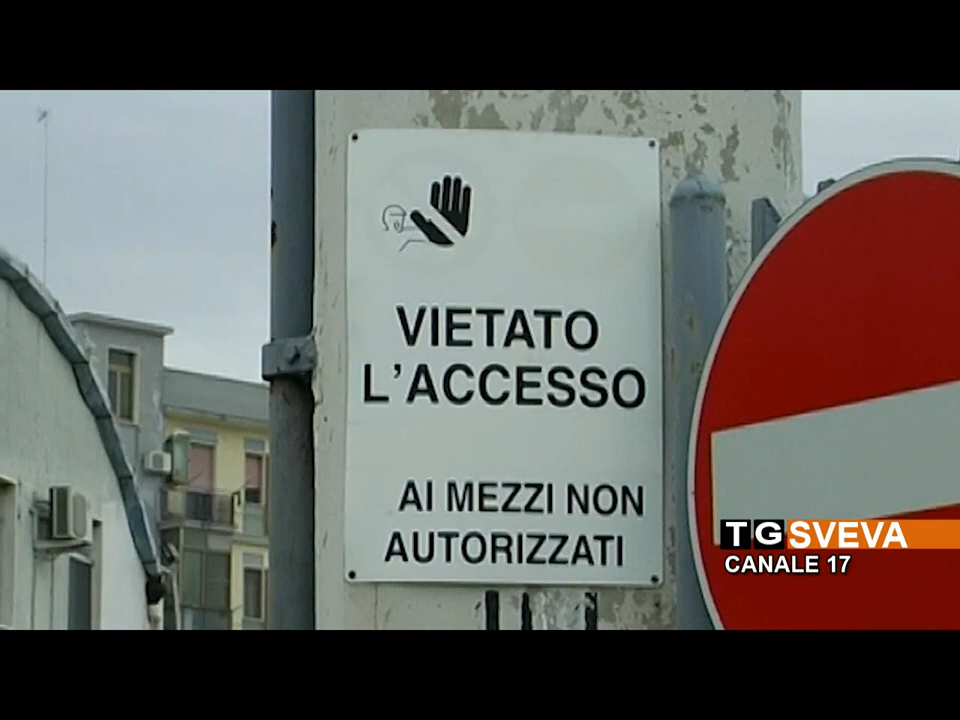 VIETATO
L'ACCESSO
AI MEZZI NON
AUTORIZZATI
TGSVEVA
CANALE 17